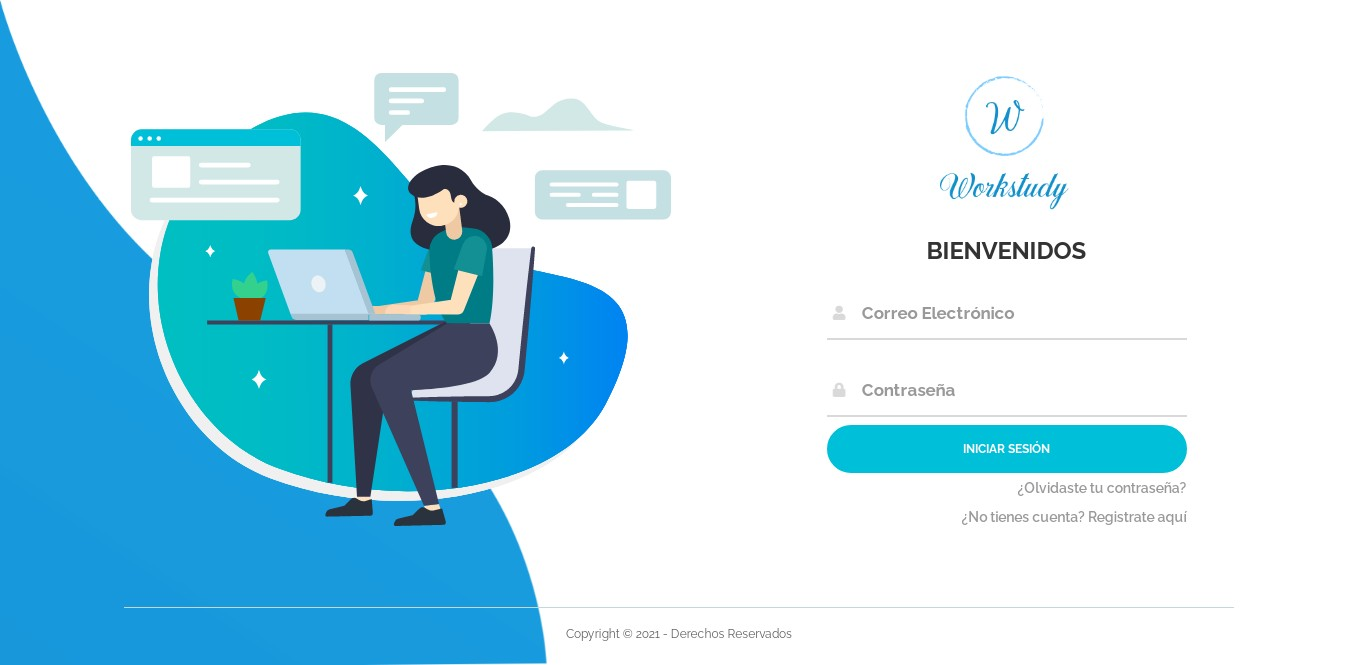 W
Workstudy
BIENVENIDOS
Correo Electrónico
Contraseña
INICIAR SESIÓN
¿Olvidaste tu contraseña?
¿No tienes cuenta? Registrate aquí
Copyright © 2021 - Derechos Reservados